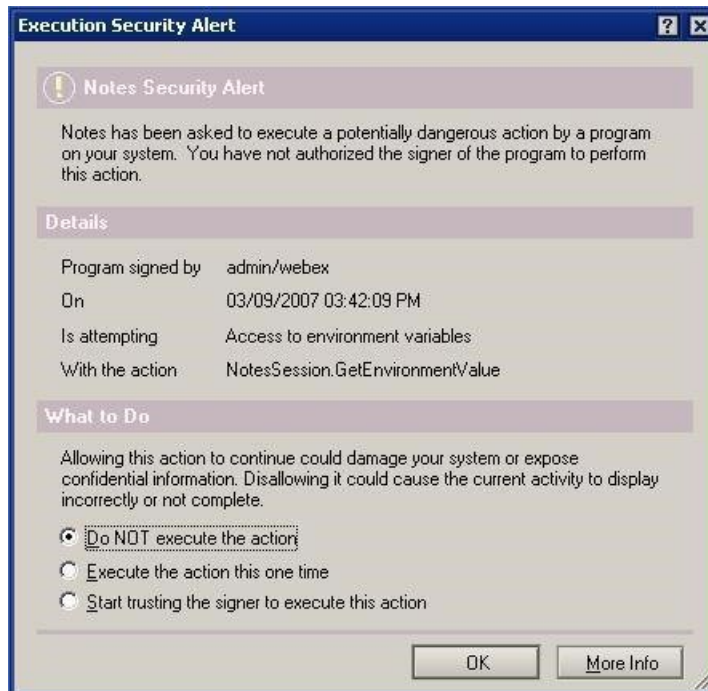 Execution Security Alert
Notes Security Alert
Notes has been asked to execute a potentially dangerous action by a program
on your system. You have not authorized the signer of the program to perform
this action.
Details
Program signed by admin/webex
On 03/09/2007 03:42:09 PM
Is attempting Access to environment variables
With the action NotesSession.GetEnvironmentValue
What to Do
Allowing this action to continue could damage your system or expose
confidential information. Disallowing it could cause the current activity to display
incorrectly or not complete.
Do NOT execute the action
Execute the action this one time
Start trusting the signer to execute this action
OK More Info